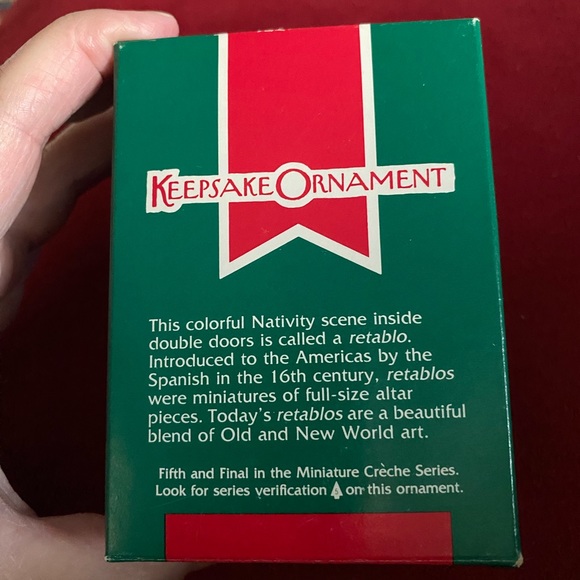 KEEPSAKE ORNAMENT
This colorful Nativity scene inside
double doors is called a retablo.
Introduced to the Americas by the
Spanish in the 16th century, retablos
were miniatures of full-size altar
pieces. Today's retablos are a beautiful
blend of Old and New World art.
Fifth and Final in the Miniature Crèche Series.
Look for series verification on this ornament.